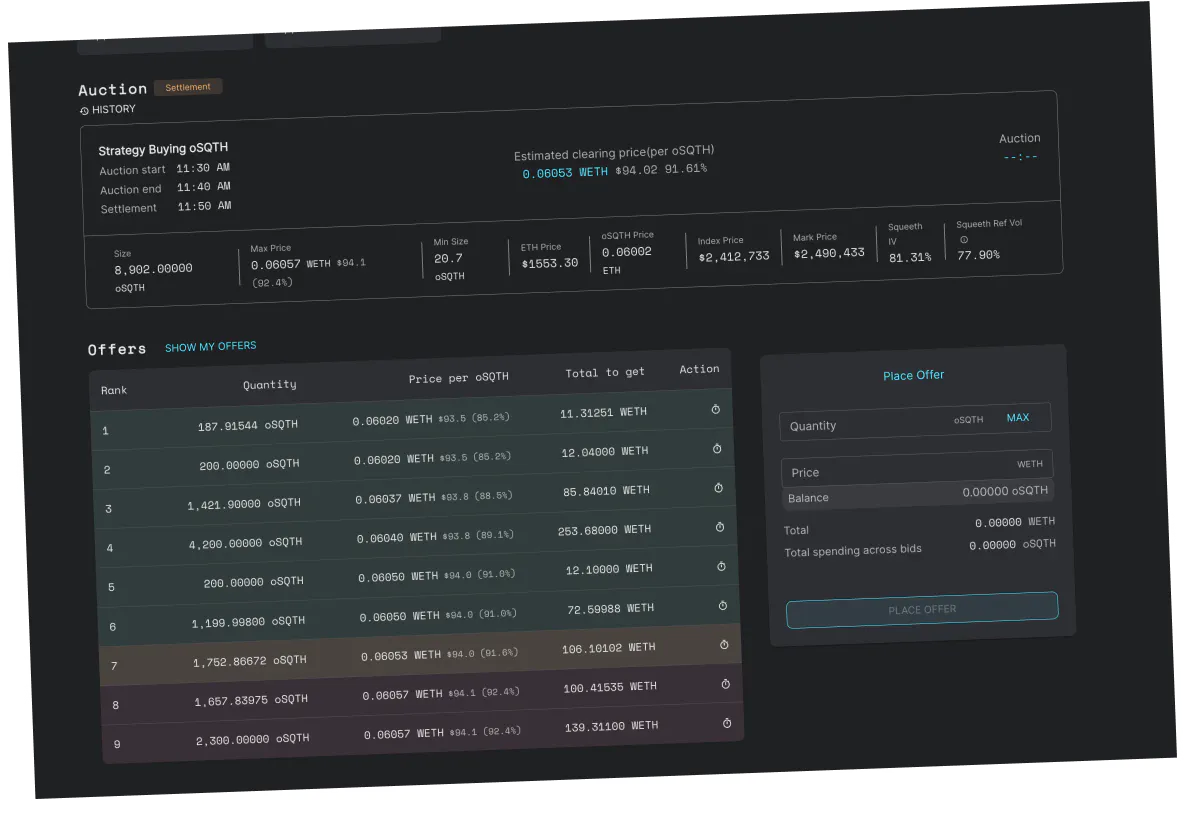 Auction Settlement
HISTORY
Strategy Buying oSQTH
Auction start 11:30 AM
Auction end 11:40 AM
Settlement 11:50 AM
Estimated clearing price(per oSQTH)
0.06053 WETH $94.02 91.61%
Auction
--:--
Size
8,902.00000
oSQTH
Max Price
0.06057 WETH $94.1
(92.4%)
Min Size
20.7
oSQTH
ETH Price
$1553.30
oSQTH Price
0.06002
ETH
Index Price
$2,412,733
Mark Price
$2,490,433
Squeeth
IV
81.31%
Squeeth Ref Vol
77.90%
Offers SHOW MY OFFERS
Rank Quantity Price per oSQTH Total to get Action
1 187.91544 oSQTH 0.06020 WETH $93.5 (85.2%) 11.31251 WETH
2 200.00000 oSQTH 0.06020 WETH $93.5 (85.2%) 12.04000 WETH
3 1,421.90000 oSQTH 0.06037 WETH $93.8 (88.5%) 85.84010 WETH
4 4,200.00000 oSQTH 0.06040 WETH $93.8 (89.1%) 253.68000 WETH
5 200.00000 oSQTH 0.06050 WETH $94.0 (91.0%) 12.10000 WETH
6 1,199.99800 oSQTH 0.06050 WETH $94.0 (91.0%) 72.59988 WETH
7 1,752.86672 oSQTH 0.06053 WETH $94.0 (91.6%) 106.10102 WETH
8 1,657.83975 oSQTH 0.06057 WETH $94.1 (92.4%) 100.41535 WETH
9 2,300.00000 oSQTH 0.06057 WETH $94.1 (92.4%) 139.31100 WETH
Place Offer
Quantity oSQTH MAX
Price WETH
Balance 0.00000 oSQTH
Total 0.00000 WETH
Total spending across bids 0.00000 oSQTH
PLACE OFFER